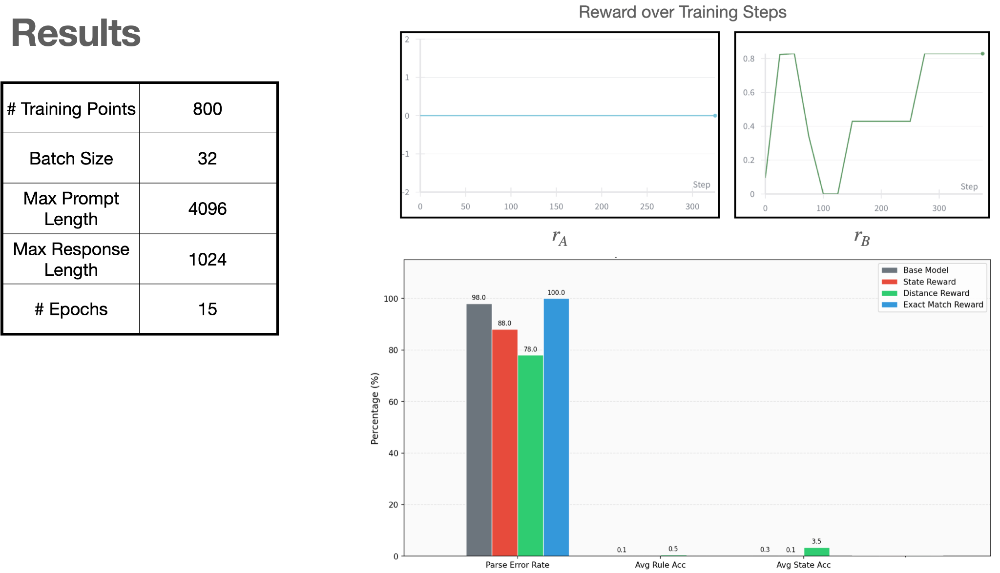 Results
# Training Points
800
Batch Size
32
Max Prompt
Length
4096
Max Response
Length
1024
# Epochs
15
Reward over Training Steps
2
1
0
-1
-2
Step
0 50 100 150 200 250 300
r_A
0.8
0.6
0.4
0.2
0
Step
0 100 200 300
r_B
Base Model
State Reward
Distance Reward
Exact Match Reward
Percentage (%)
100
80
60
40
20
0
98.0
88.0
78.0
100.0
0.1
0.5
0.3
0.1
3.5
Parse Error Rate
Avg Rule Acc
Avg State Acc